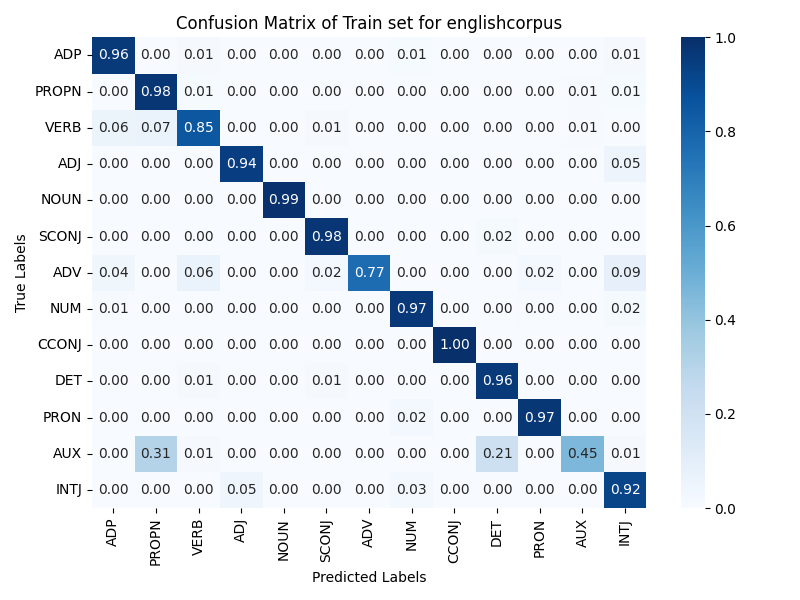 Confusion Matrix of Train set for englishcorpus
True Labels
ADP 0.96 0.00 0.01 0.00 0.00 0.00 0.00 0.01 0.00 0.00 0.00 0.00 0.01
PROPN 0.00 0.98 0.01 0.00 0.00 0.00 0.00 0.00 0.00 0.00 0.00 0.01 0.01
VERB 0.06 0.07 0.85 0.00 0.00 0.01 0.00 0.00 0.00 0.00 0.00 0.01 0.00
ADJ 0.00 0.00 0.00 0.94 0.00 0.00 0.00 0.00 0.00 0.00 0.00 0.00 0.05
NOUN 0.00 0.00 0.00 0.00 0.99 0.00 0.00 0.00 0.00 0.00 0.00 0.00 0.00
SCONJ 0.00 0.00 0.00 0.00 0.00 0.98 0.00 0.00 0.00 0.02 0.00 0.00 0.00
ADV 0.04 0.00 0.06 0.00 0.00 0.02 0.77 0.00 0.00 0.00 0.02 0.00 0.09
NUM 0.01 0.00 0.00 0.00 0.00 0.00 0.00 0.97 0.00 0.00 0.00 0.00 0.02
CCONJ 0.00 0.00 0.00 0.00 0.00 0.00 0.00 0.00 1.00 0.00 0.00 0.00 0.00
DET 0.00 0.00 0.01 0.00 0.00 0.01 0.00 0.00 0.00 0.96 0.00 0.00 0.00
PRON 0.00 0.00 0.00 0.00 0.00 0.00 0.00 0.02 0.00 0.00 0.97 0.00 0.00
AUX 0.00 0.31 0.01 0.00 0.00 0.00 0.00 0.00 0.00 0.21 0.00 0.45 0.01
INTJ 0.00 0.00 0.00 0.05 0.00 0.00 0.00 0.03 0.00 0.00 0.00 0.00 0.92
ADP PROPN VERB ADJ NOUN SCONJ ADV NUM CCONJ DET PRON AUX INTJ
Predicted Labels
1.0
0.8
0.6
0.4
0.2
0.0